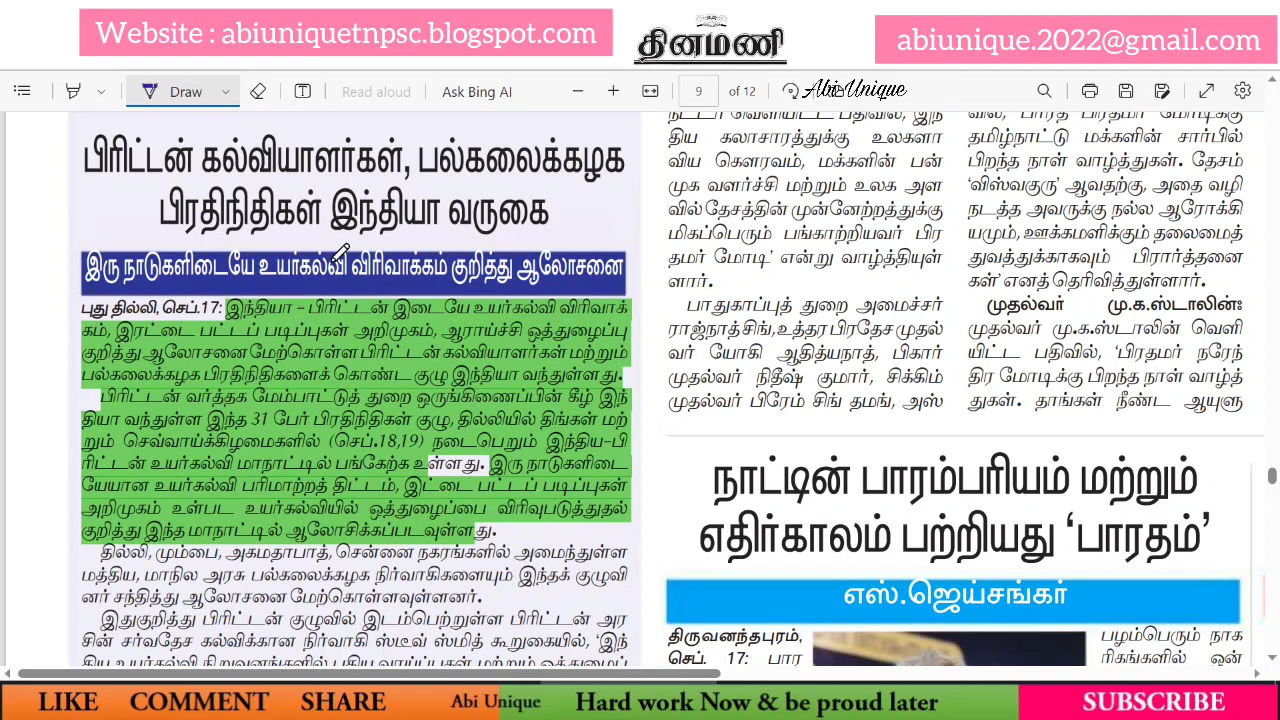 Website : abiuniquetnpsc.blogspot.com
தினமணி
abiunique.2022@gmail.com
Draw
Read aloud
Ask Bing AI
9 of 12
Abi Unique
பிரிட்டன் கல்வியாளர்கள், பல்கலைக்கழக
பிரதிநிதிகள் இந்தியா வருகை
இரு நாடுகளிடையே உயர்கல்வி விரிவாக்கம் குறித்து ஆலோசனை
புது தில்லி, செப்.17: இந்தியா – பிரிட்டன் இடையே உயர்கல்வி விரிவாக்
கம், இரட்டை பட்டப் படிப்புகள் அறிமுகம், ஆராய்ச்சி ஒத்துழைப்பு
குறித்து ஆலோசனை மேற்கொள்ள பிரிட்டன் கல்வியாளர்கள் மற்றும்
பல்கலைக்கழக பிரதிநிதிகளைக் கொண்ட குழு இந்தியா வந்துள்ளது.
பிரிட்டன் வர்த்தக மேம்பாட்டுத் துறை ஒருங்கிணைப்பின் கீழ் இந்
தியா வந்துள்ள இந்த 31 பேர் பிரதிநிதிகள் குழு, தில்லியில் திங்கள் மற்
றும் செவ்வாய்க்கிழமைகளில் (செப்.18,19) நடைபெறும் இந்திய–பி
ரிட்டன் உயர்கல்வி மாநாட்டில் பங்கேற்க உள்ளது. இரு நாடுகளிடை
யேயான உயர்கல்வி பரிமாற்றத் திட்டம், இட்டை பட்டப் படிப்புகள்
அறிமுகம் உள்பட உயர்கல்வியில் ஒத்துழைப்பை விரிவுபடுத்துதல்
குறித்து இந்த மாநாட்டில் ஆலோசிக்கப்படவுள்ளது.
தில்லி, மும்பை, அகமதாபாத், சென்னை நகரங்களில் அமைந்துள்ள
மத்திய, மாநில அரசு பல்கலைக்கழக நிர்வாகிகளையும் இந்தக் குழுவி
னர் சந்தித்து ஆலோசனை மேற்கொள்ளவுள்ளனர்.
இதுகுறித்து பிரிட்டன் குழுவில் இடம்பெற்றுள்ள பிரிட்டன் அர
சின் சர்வதேச கல்விக்கான நிர்வாகி ஸ்டீவ் ஸ்மித் கூறுகையில், ‘இந்
திய உயர்கல்வி நிறுவனங்களில் புதிய வாய்ப்புகள் மற்றும் ஒத்துழைப்
வெளியிட்ட பதிவில், 'இந்
திய கலாசாரத்துக்கு உலகளா
விய கௌரவம், மக்களின் பன்
முக வளர்ச்சி மற்றும் உலக அள
வில் தேசத்தின் முன்னேற்றத்துக்கு
மிகப்பெரும் பங்காற்றியவர் பிர
தமர் மோடி’ என்று வாழ்த்தியுள்
ளார்.
பாதுகாப்புத் துறை அமைச்சர்
ராஜ்நாத் சிங், உத்தர பிரதேச முதல்
வர் யோகி ஆதித்யநாத், பிகார்
முதல்வர் நிதீஷ் குமார், சிக்கிம்
முதல்வர் பிரேம் சிங் தமங், அஸ்
வில், பாரத பிரதமர் மோடிக்கு
தமிழ்நாட்டு மக்களின் சார்பில்
பிறந்த நாள் வாழ்த்துகள். தேசம்
‘விஸ்வகுரு’ ஆவதற்கு, அதை வழி
நடத்த அவருக்கு நல்ல ஆரோக்கி
யமும், ஊக்கமளிக்கும் தலைமைத்
துவத்துக்காகவும் பிரார்த்தனை
கள்’ எனத் தெரிவித்துள்ளார்.
முதல்வர் மு.க.ஸ்டாலின்:
முதல்வர் மு.க.ஸ்டாலின் வெளி
யிட்ட பதிவில், ‘பிரதமர் நரேந்
திர மோடிக்கு பிறந்த நாள் வாழ்த்
துகள். தாங்கள் நீண்ட ஆயுளு
நாட்டின் பாரம்பரியம் மற்றும்
எதிர்காலம் பற்றியது ‘பாரதம்’
எஸ்.ஜெய்சங்கர்
திருவனந்தபுரம்,
செப். 17: பார
பழம்பெரும் நாக
ரிகங்களில் ஒன்
LIKE COMMENT SHARE
Abi Unique
Hard work Now & be proud later
SUBSCRIBE